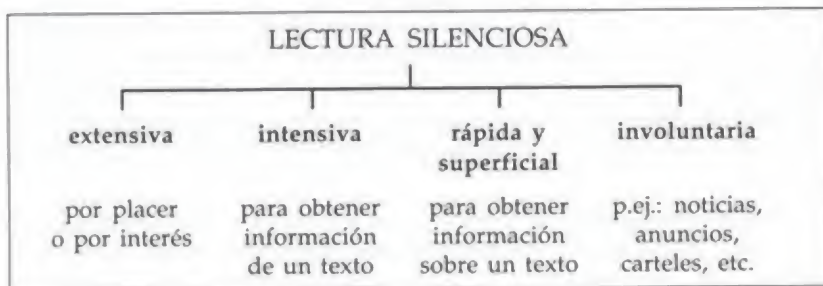 LECTURA SILENCIOSA
extensiva
por placer
o por interés
intensiva
para obtener
información
de un texto
rápida y
superficial
para obtener
información
sobre un texto
involuntaria
p.ej.: noticias,
anuncios,
carteles, etc.